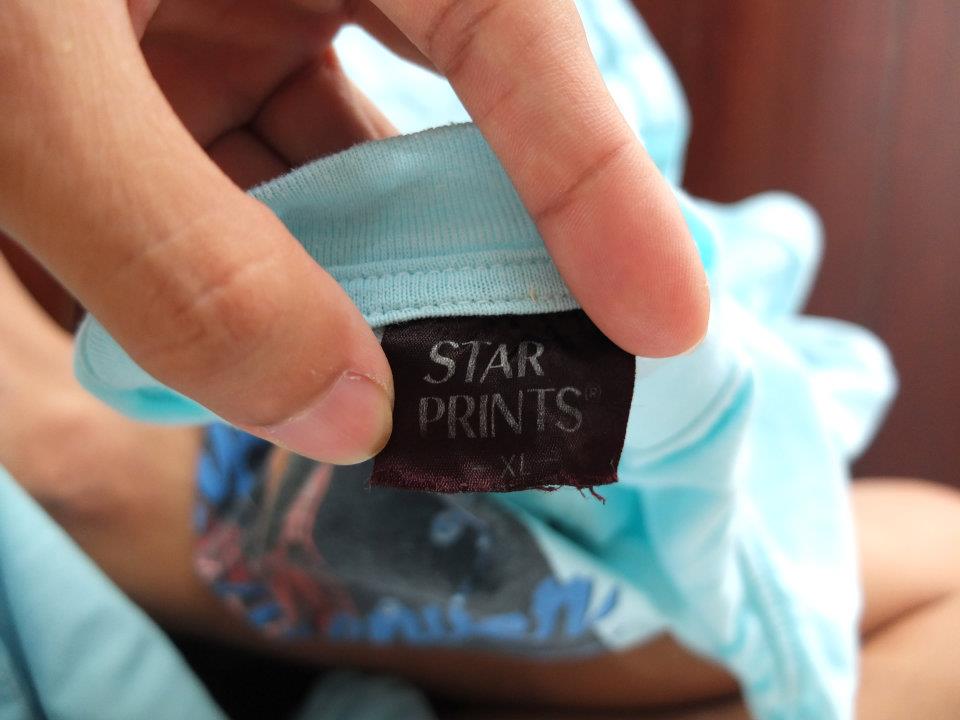 STAR
PRINTS®
- XL -